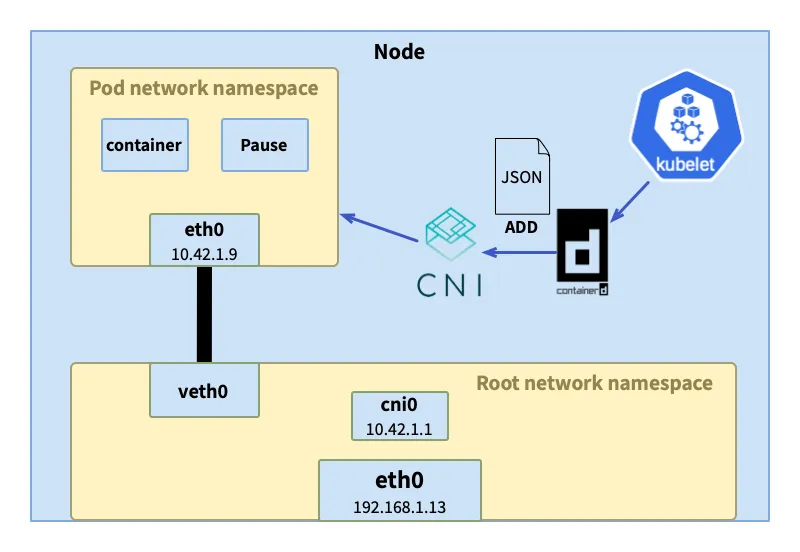 Node
Pod network namespace
container
Pause
eth0
10.42.1.9
kubelet
JSON
ADD
CNI
d
containerd
Root network namespace
veth0
cni0
10.42.1.1
eth0
192.168.1.13